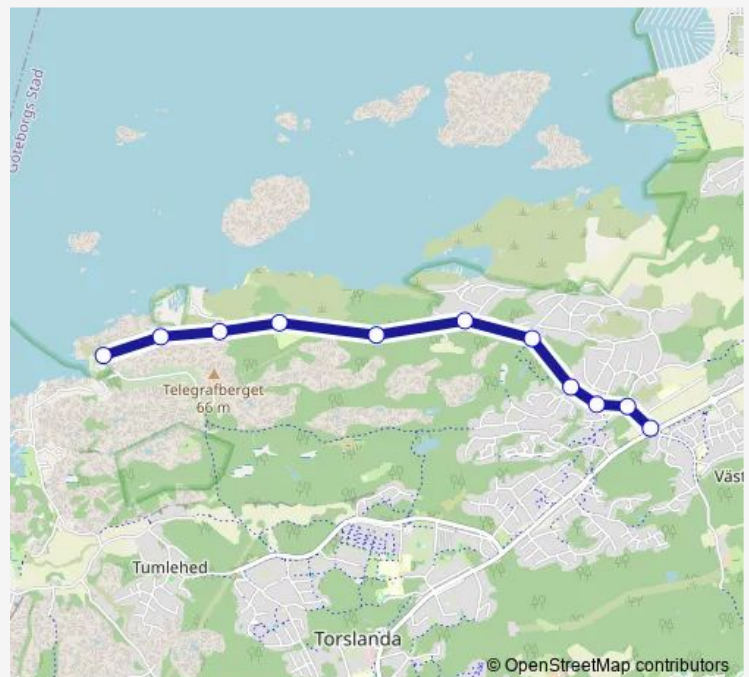 Göteborgs Stad
Telegrafberget
66 m
Väst
Tumlehed
Torslanda
© OpenStreetMap contributors